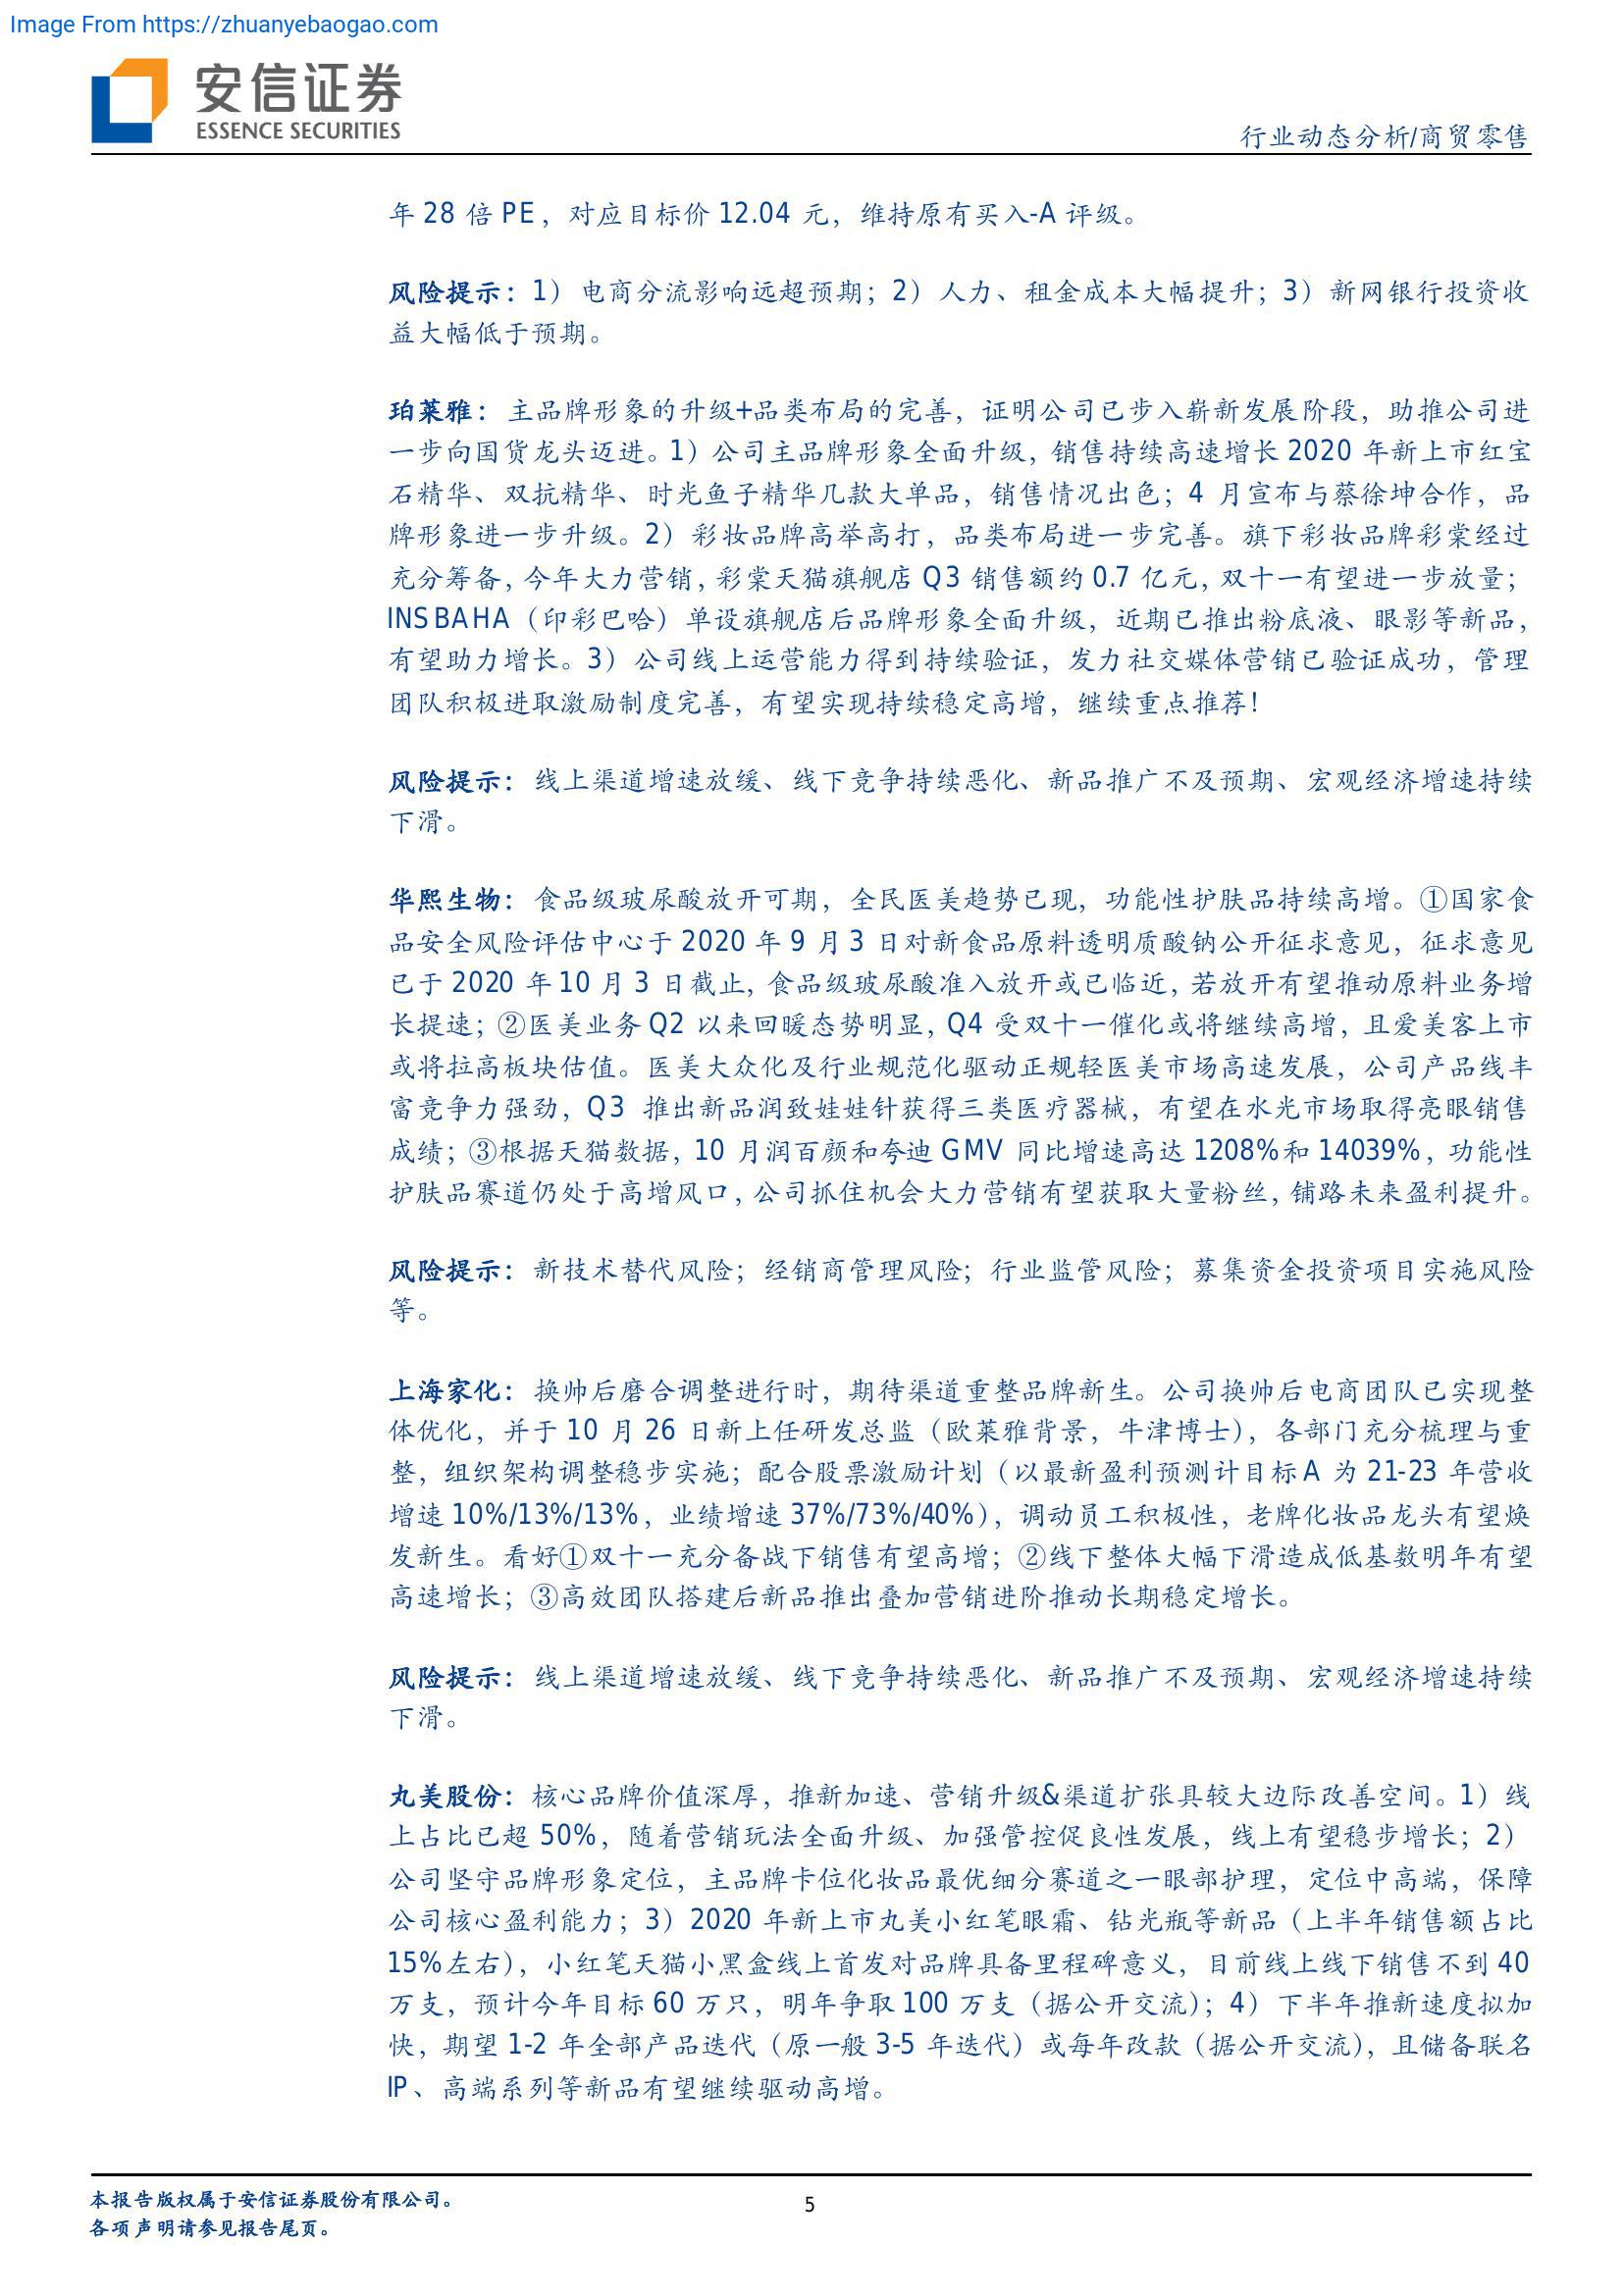 Image From https://zhuanyebaogao.com
安信证券
ESSENCE SECURITIES
行业动态分析/商贸零售
年 28 倍 PE，对应目标价 12.04 元，维持原有买入-A 评级。
风险提示：1）电商分流影响远超预期；2）人力、租金成本大幅提升；3）新网银行投资收
益大幅低于预期。
珀莱雅：主品牌形象的升级+品类布局的完善，证明公司已步入崭新发展阶段，助推公司进
一步向国货龙头迈进。1）公司主品牌形象全面升级，销售持续高速增长 2020 年新上市红宝
石精华、双抗精华、时光鱼子精华几款大单品，销售情况出色；4 月宣布与蔡徐坤合作，品
牌形象进一步升级。2）彩妆品牌高举高打，品类布局进一步完善。旗下彩妆品牌彩棠经过
充分筹备，今年大力营销，彩棠天猫旗舰店 Q3 销售额约 0.7 亿元，双十一有望进一步放量；
INSBAHA（印彩巴哈）单设旗舰店后品牌形象全面升级，近期已推出粉底液、眼影等新品，
有望助力增长。3）公司线上运营能力得到持续验证，发力社交媒体营销已验证成功，管理
团队积极进取激励制度完善，有望实现持续稳定高增，继续重点推荐！
风险提示：线上渠道增速放缓、线下竞争持续恶化、新品推广不及预期、宏观经济增速持续
下滑。
华熙生物：食品级玻尿酸放开可期，全民医美趋势已现，功能性护肤品持续高增。①国家食
品安全风险评估中心于 2020 年 9 月 3 日对新食品原料透明质酸钠公开征求意见，征求意见
已于 2020 年 10 月 3 日截止，食品级玻尿酸准入放开或已临近，若放开有望推动原料业务增
长提速；②医美业务 Q2 以来回暖态势明显，Q4 受双十一催化或将继续高增，且爱美客上市
或将拉高板块估值。医美大众化及行业规范化驱动正规轻医美市场高速发展，公司产品线丰
富竞争力强劲，Q3 推出新品润致娃娃针获得三类医疗器械，有望在水光市场取得亮眼销售
成绩；③根据天猫数据，10 月润百颜和夸迪 GMV 同比增速高达 1208%和 14039%，功能性
护肤品赛道仍处于高增风口，公司抓住机会大力营销有望获取大量粉丝，铺路未来盈利提升。
风险提示：新技术替代风险；经销商管理风险；行业监管风险；募集资金投资项目实施风险
等。
上海家化：换帅后磨合调整进行时，期待渠道重整品牌新生。公司换帅后电商团队已实现整
体优化，并于 10 月 26 日新上任研发总监（欧莱雅背景，牛津博士），各部门充分梳理与重
整，组织架构调整稳步实施；配合股票激励计划（以最新盈利预测计目标 A 为 21-23 年营收
增速 10%/13%/13%，业绩增速 37%/73%/40%），调动员工积极性，老牌化妆品龙头有望焕
发新生。看好①双十一充分备战下销售有望高增；②线下整体大幅下滑造成低基数明年有望
高速增长；③高效团队搭建后新品推出叠加营销进阶推动长期稳定增长。
风险提示：线上渠道增速放缓、线下竞争持续恶化、新品推广不及预期、宏观经济增速持续
下滑。
丸美股份：核心品牌价值深厚，推新加速、营销升级&渠道扩张具较大边际改善空间。1）线
上占比已超 50%，随着营销玩法全面升级、加强管控促良性发展，线上有望稳步增长；2）
公司坚守品牌形象定位，主品牌卡位化妆品最优细分赛道之一眼部护理，定位中高端，保障
公司核心盈利能力；3）2020 年新上市丸美小红笔眼霜、钻光瓶等新品（上半年销售额占比
15%左右），小红笔天猫小黑盒线上首发对品牌具备里程碑意义，目前线上线下销售不到 40
万支，预计今年目标 60 万只，明年争取 100 万支（据公开交流）；4）下半年推新速度拟加
快，期望 1-2 年全部产品迭代（原一般 3-5 年迭代）或每年改款（据公开交流），且储备联名
IP、高端系列等新品有望继续驱动高增。
本报告版权属于安信证券股份有限公司。
5
各项声明请参见报告尾页。